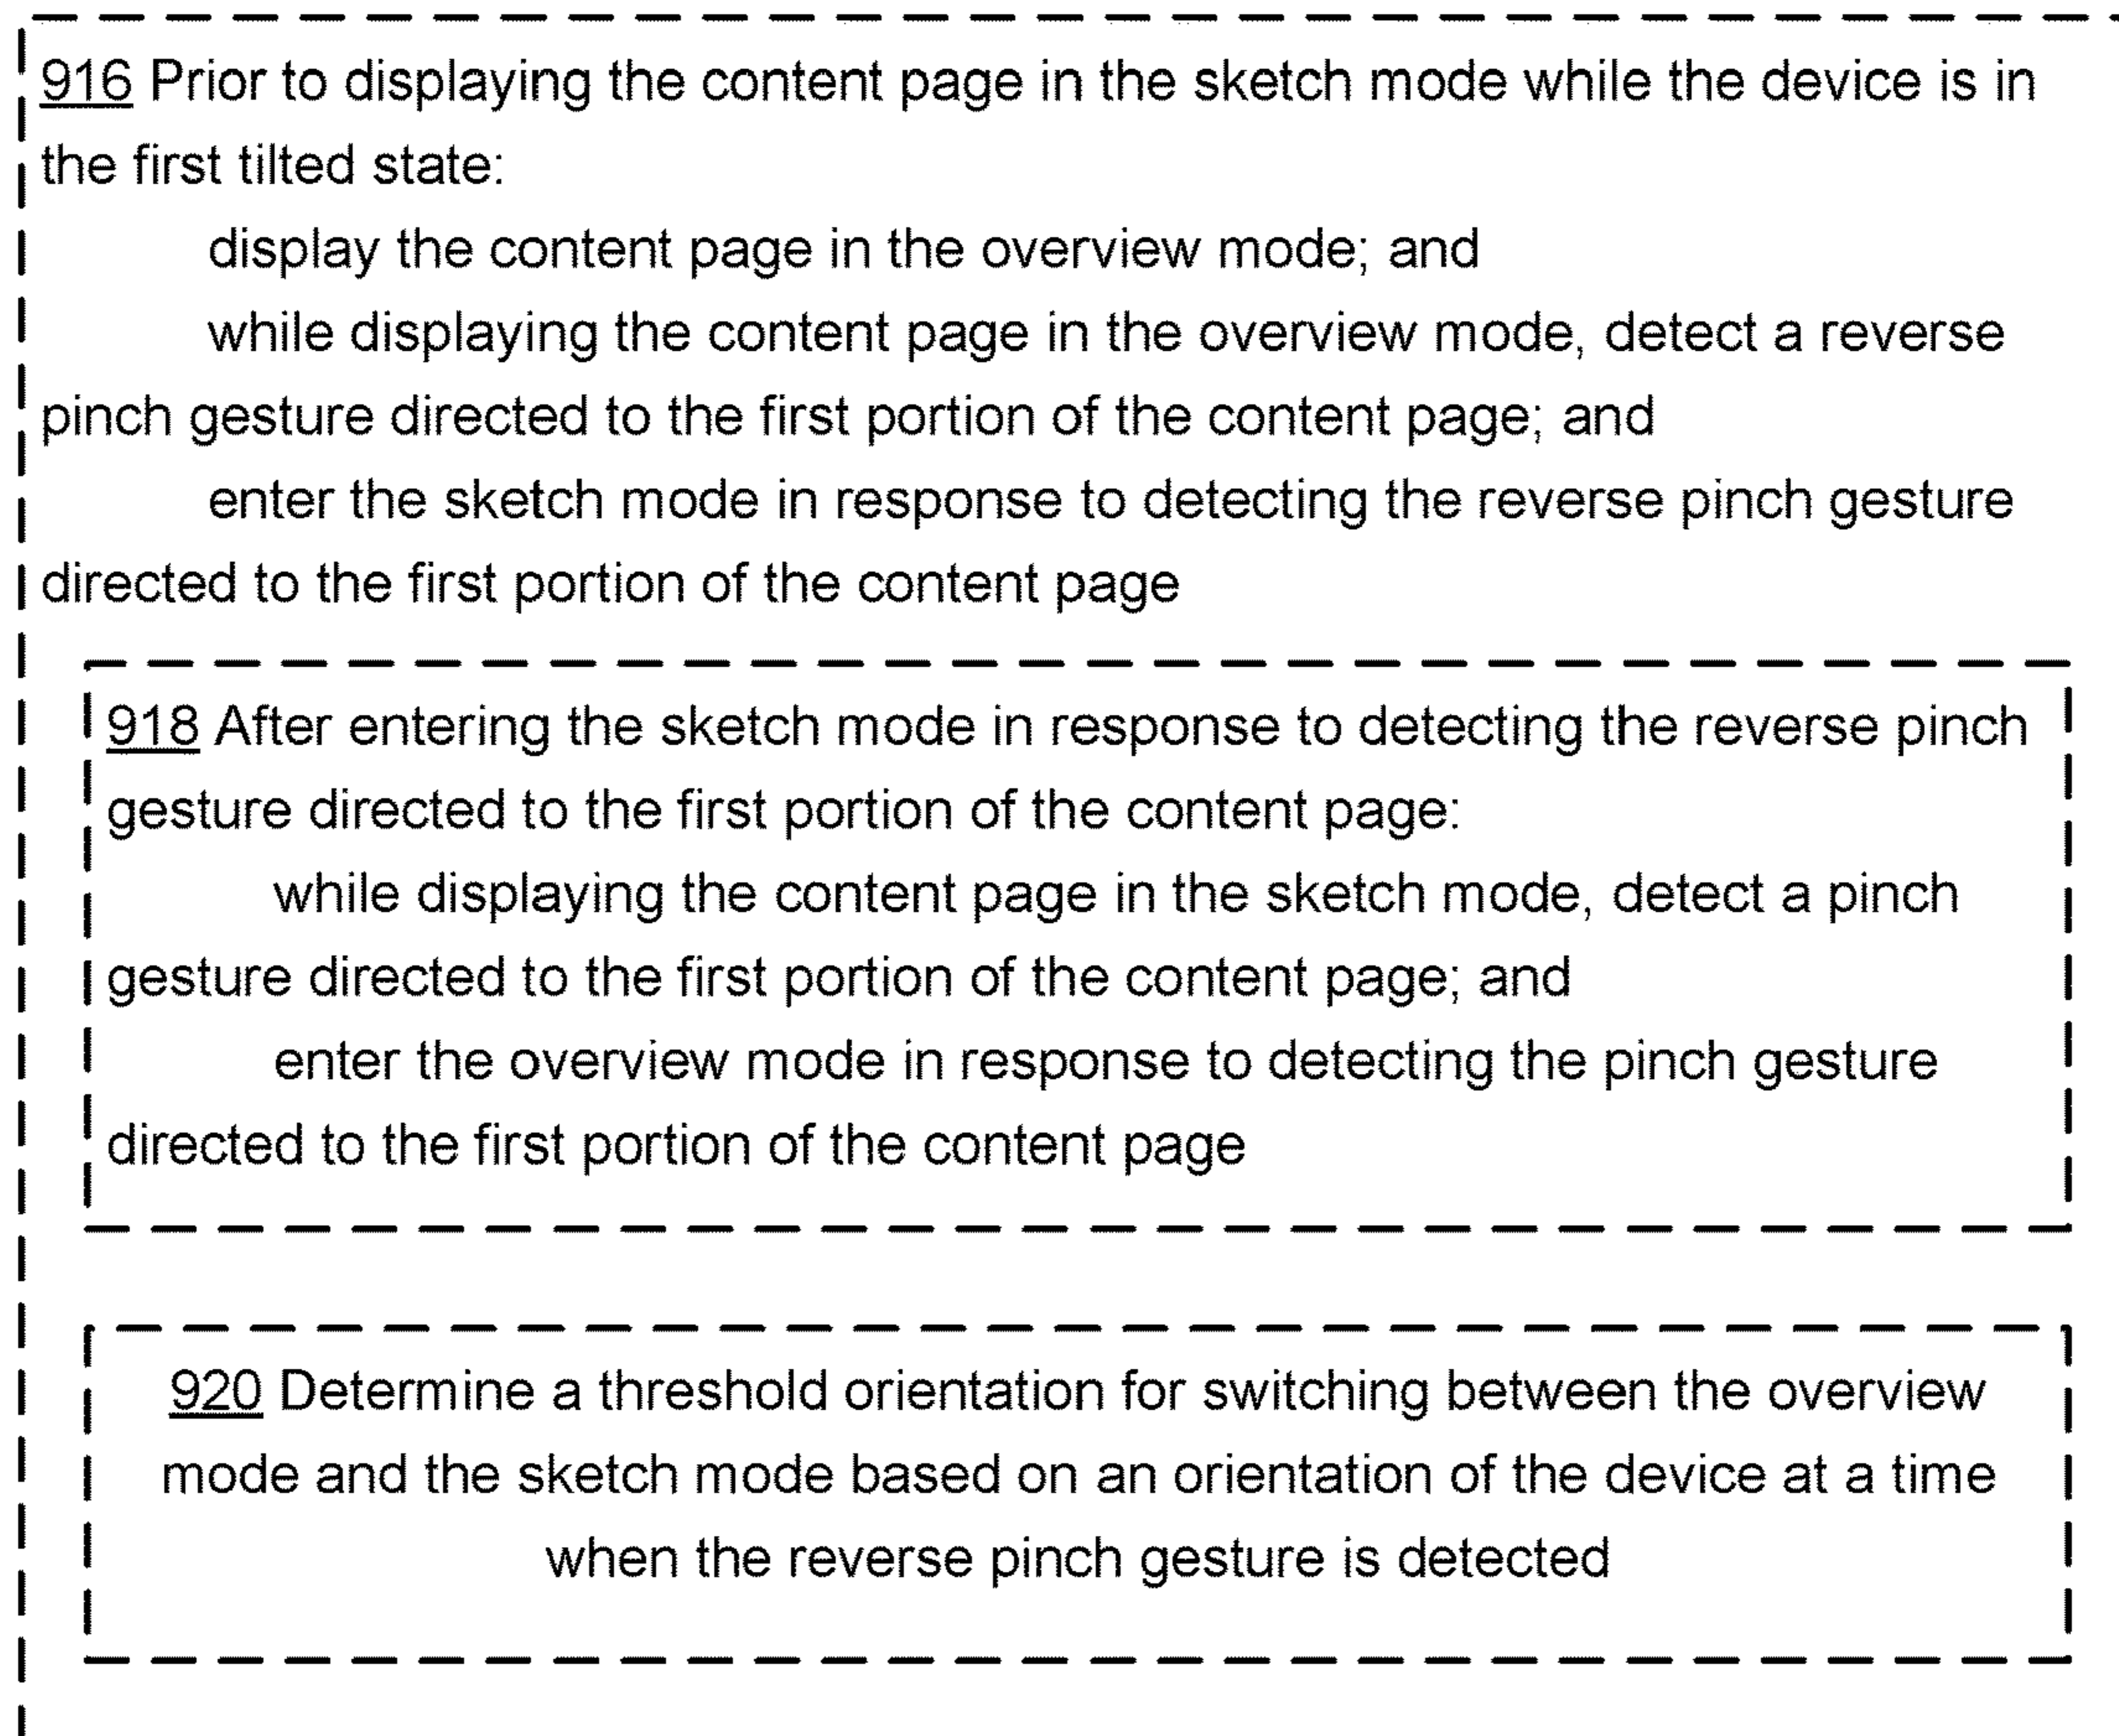 916 Prior to displaying the content page in the sketch mode while the device is in
the first tilted state:
display the content page in the overview mode; and
while displaying the content page in the overview mode, detect a reverse
pinch gesture directed to the first portion of the content page; and
enter the sketch mode in response to detecting the reverse pinch gesture
directed to the first portion of the content page
918 After entering the sketch mode in response to detecting the reverse pinch
gesture directed to the first portion of the content page:
while displaying the content page in the sketch mode, detect a pinch
gesture directed to the first portion of the content page; and
enter the overview mode in response to detecting the pinch gesture
directed to the first portion of the content page
920 Determine a threshold orientation for switching between the overview
mode and the sketch mode based on an orientation of the device at a time
when the reverse pinch gesture is detected